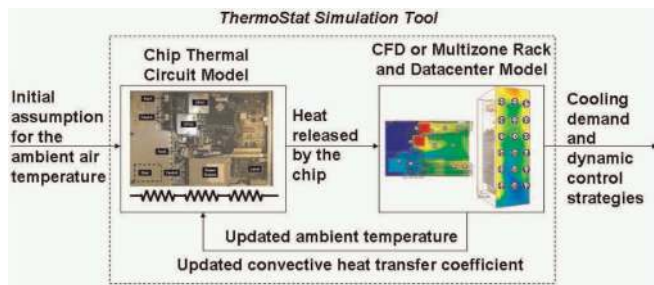 ThermoStat Simulation Tool
Chip Thermal
Circuit Model
CFD or Multizone Rack
and Datacenter Model
Initial
assumption
for the
ambient air
temperature
Heat
released
by the
chip
Cooling
demand
and
dynamic
control
strategies
Updated ambient temperature
Updated convective heat transfer coefficient